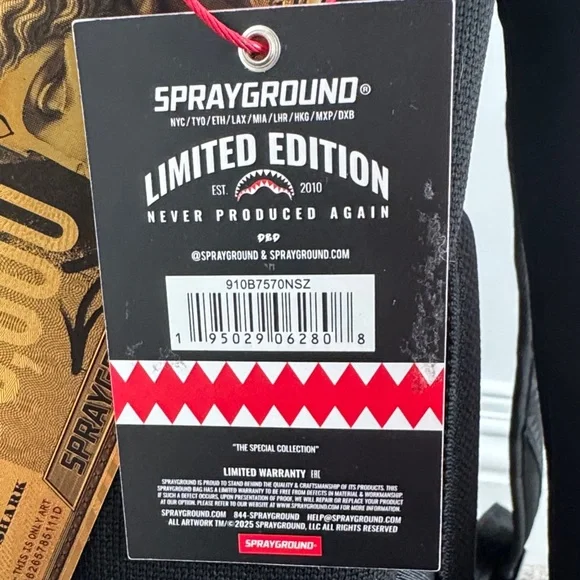 SPRAYGROUND®
NYC/TYO/ETH/LAX/MIA/LHR/HKG/MXP/DXB
LIMITED EDITION
EST. 2010
NEVER PRODUCED AGAIN
DBD
@SPRAYGROUND & SPRAYGROUND.COM
910B7570NSZ
1 95029 06280 8
"THE SPECIAL COLLECTION"
LIMITED WARRANTY
SPRAYGROUND IS PROUD TO STAND BEHIND THE QUALITY & CRAFTSMANSHIP OF ITS PRODUCTS. THIS
SPRAYGROUND BAG HAS A LIMITED WARRANTY TO BE FREE FROM DEFECTS IN MATERIAL & WORKMANSHIP.
IF SUCH A DEFECT OCCURS, UPON PRESENTATION OF PROOF, WE WILL REPAIR OR REPLACE YOUR PRODUCT
AT OUR OPTION. PLEASE REFER TO OUR WEBSITE WWW.SPRAYGROUND.COM FOR MORE INFORMATION.
SPRAYGROUND.COM 844-SPRAYGROUND HELP@SPRAYGROUND.COM
ALL ARTWORK TM/©2025 SPRAYGROUND, LLC ALL RIGHTS RESERVED
SPRAYGROUND
SPRAYG
SHARK
THIS IS ONLY ART